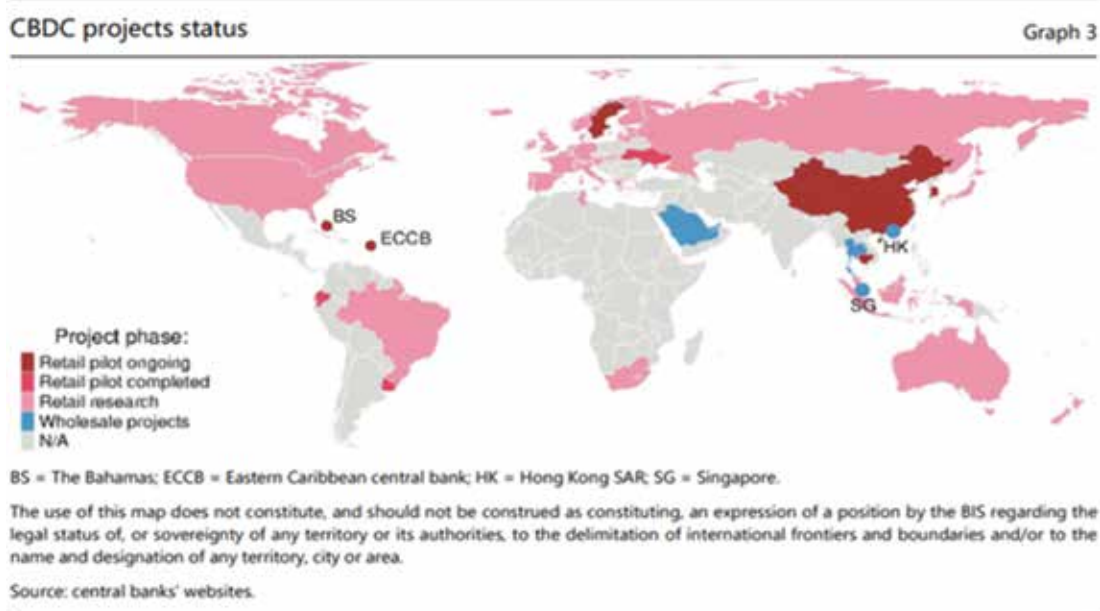 CBDC projects status
Graph 3
BS
ECCB
HK
SG
Project phase:
Retail pilot ongoing
Retail pilot completed
Retail research
Wholesale projects
N/A
BS = The Bahamas; ECCB = Eastern Caribbean central bank; HK = Hong Kong SAR; SG = Singapore.
The use of this map does not constitute, and should not be construed as constituting, an expression of a position by the BIS regarding the
legal status of, or sovereignty of any territory or its authorities, to the delimitation of international frontiers and boundaries and/or to the
name and designation of any territory, city or area.
Source: central banks' websites.